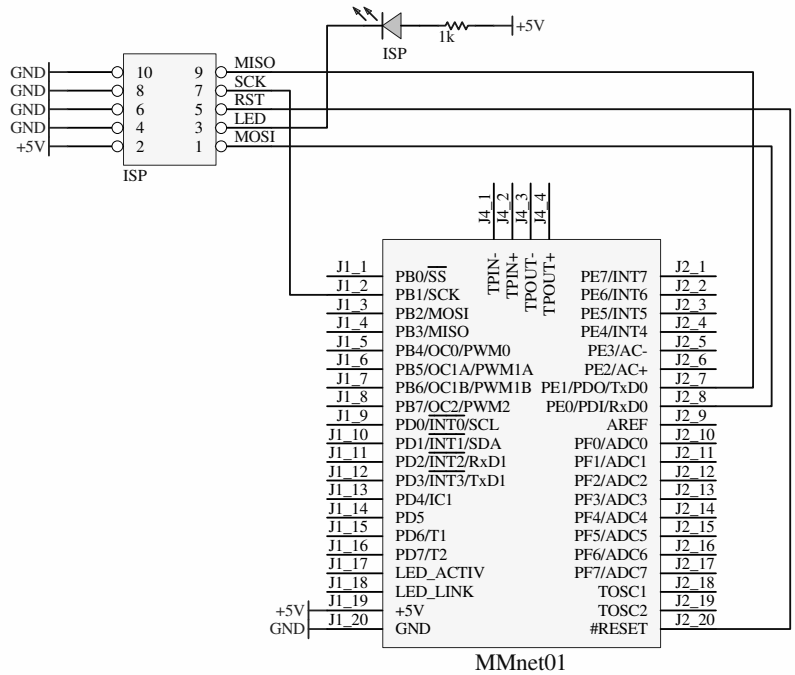 1k
+5V
ISP
GND 10 9 MISO
GND 8 7 SCK
GND 6 5 RST
GND 4 3 LED
+5V 2 1 MOSI
ISP
J4_1 J4_2 J4_3 J4_4
TPIN- TPIN+ TPOUT- TPOUT+
J1_1 PB0/SS PE7/INT7 J2_1
J1_2 PB1/SCK PE6/INT6 J2_2
J1_3 PB2/MOSI PE5/INT5 J2_3
J1_4 PB3/MISO PE4/INT4 J2_4
J1_5 PB4/OC0/PWM0 PE3/AC- J2_5
J1_6 PB5/OC1A/PWM1A PE2/AC+ J2_6
J1_7 PB6/OC1B/PWM1B PE1/PDO/TxD0 J2_7
J1_8 PB7/OC2/PWM2 PE0/PDI/RxD0 J2_8
J1_9 PD0/INT0/SCL AREF J2_9
J1_10 PD1/INT1/SDA PF0/ADC0 J2_10
J1_11 PD2/INT2/RxD1 PF1/ADC1 J2_11
J1_12 PD3/INT3/TxD1 PF2/ADC2 J2_12
J1_13 PD4/IC1 PF3/ADC3 J2_13
J1_14 PD5 PF4/ADC4 J2_14
J1_15 PD6/T1 PF5/ADC5 J2_15
J1_16 PD7/T2 PF6/ADC6 J2_16
J1_17 LED_ACTIV PF7/ADC7 J2_17
J1_18 LED_LINK TOSC1 J2_18
+5V J1_19 +5V TOSC2 J2_19
GND J1_20 GND #RESET J2_20
MMnet01